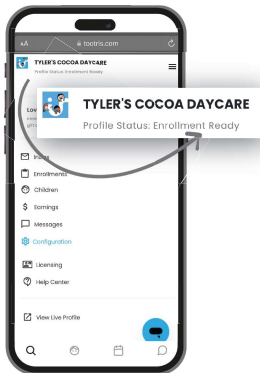 AA tootris.com
TYLER'S COCOA DAYCARE
Profile Status: Enrollment Ready
TYLER'S COCOA DAYCARE
Profile Status: Enrollment Ready
Enrollments
Children
$ Earnings
Messages
Configuration
Licensing
Help Center
View Live Profile